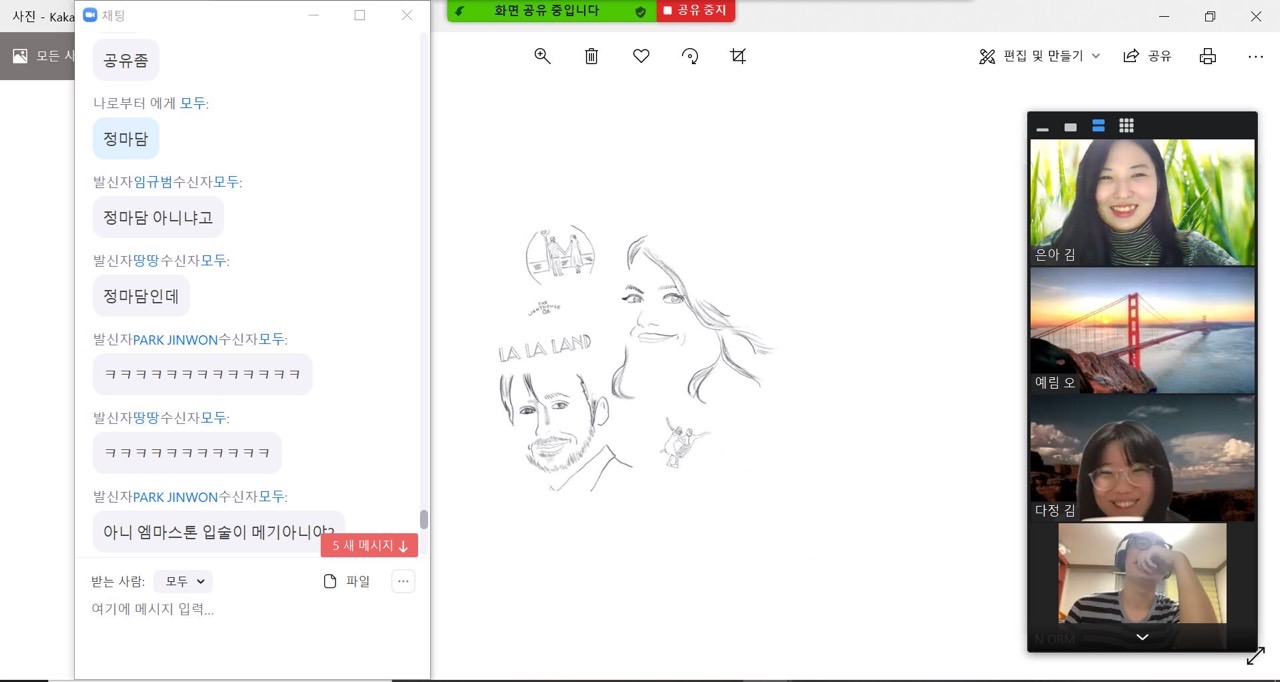 사진 - Kaka
채팅
화면 공유 중입니다
공유 중지
모든 사
편집 및 만들기
공유
공유좀
나로부터 에게 모두:
정마담
발신자임규범수신자모두:
정마담 아니냐고
발신자땅땅수신자모두:
정마담인데
발신자PARK JINWON수신자모두:
ㅋㅋㅋㅋㅋㅋㅋㅋㅋㅋㅋㅋㅋ
발신자땅땅수신자모두:
ㅋㅋㅋㅋㅋㅋㅋㅋㅋㅋㅋ
발신자PARK JINWON수신자모두:
아니 엠마스톤 입술이 메기아니야?
5 새 메시지
받는 사람:
모두
파일
여기에 메시지 입력...
LA LA LAND
은아 김
예림 오
다정 김